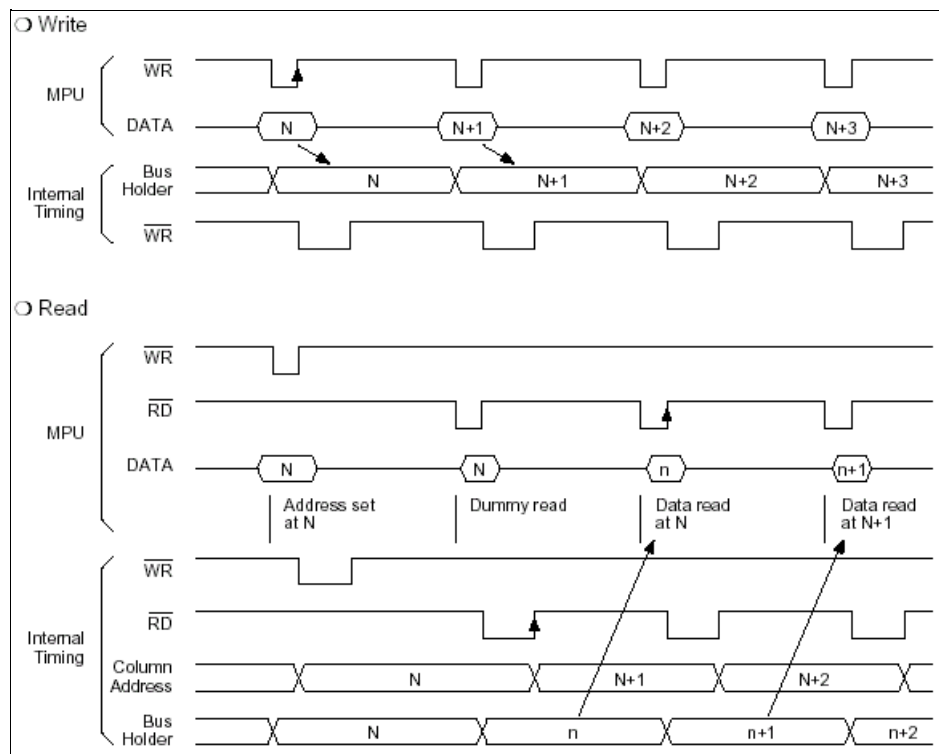 Write
MPU
WR
DATA N N+1 N+2 N+3
Internal Timing
Bus Holder N N+1 N+2 N+3
WR
Read
MPU
WR
RD
DATA N N n n+1
Address set at N
Dummy read
Data read at N
Data read at N+1
Internal Timing
WR
RD
Column Address N N+1 N+2
Bus Holder N n n+1 n+2